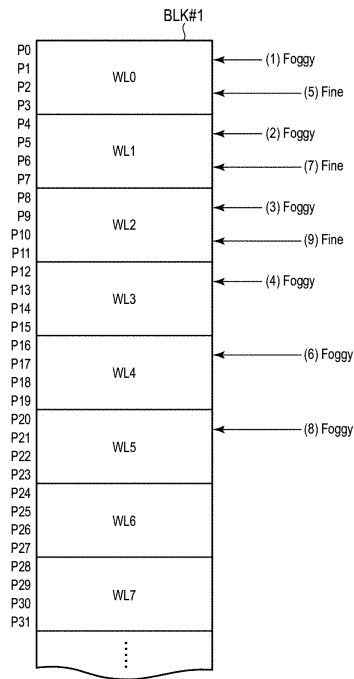 BLK#1
P0
P1
P2
P3
WL0
(1) Foggy
(5) Fine
P4
P5
P6
P7
WL1
(2) Foggy
(7) Fine
P8
P9
P10
P11
WL2
(3) Foggy
(9) Fine
P12
P13
P14
P15
WL3
(4) Foggy
P16
P17
P18
P19
WL4
(6) Foggy
P20
P21
P22
P23
WL5
(8) Foggy
P24
P25
P26
P27
WL6
P28
P29
P30
P31
WL7